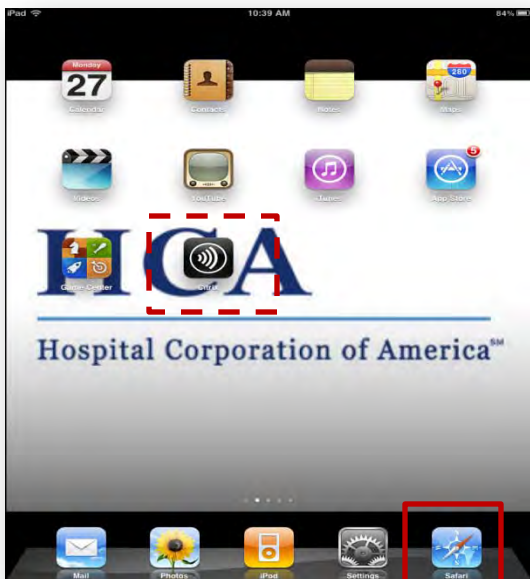 iPad 10:39 AM 84%
Monday
27
280
Calendar Contacts Notes Maps
5
Videos YouTube iTunes App Store
HCA
Game Center Citrix
Hospital Corporation of America℠
Mail Photos iPod Settings Safari